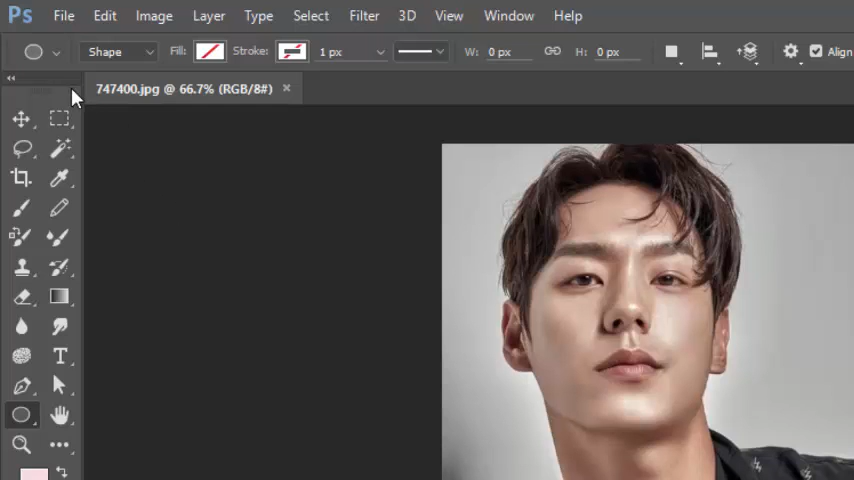 Ps File Edit Image Layer Type Select Filter 3D View Window Help
Shape Fill: Stroke: 1 px W: 0 px H: 0 px Align
747400.jpg @ 66.7% (RGB/8#) ×
T